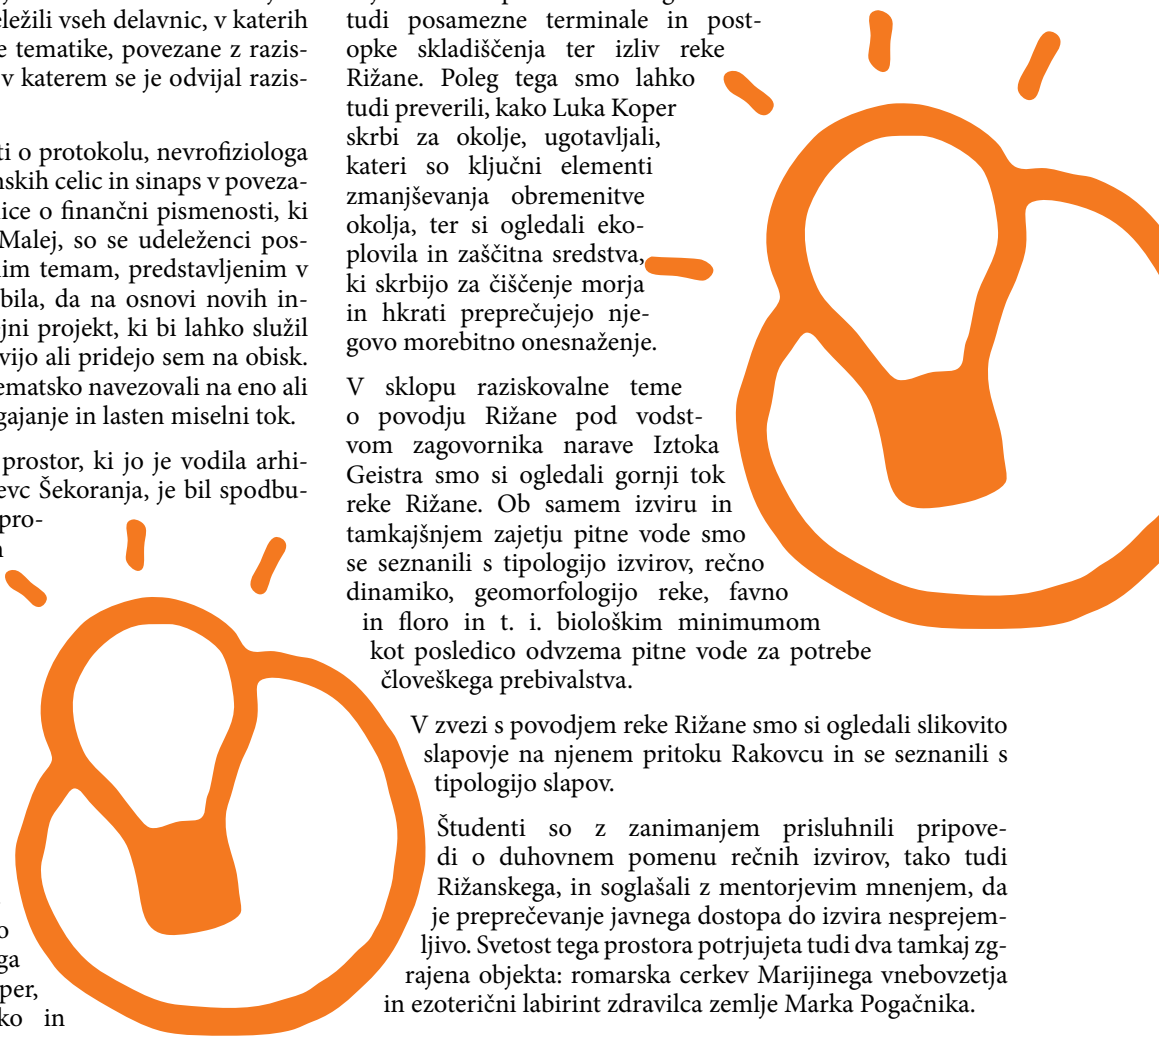 eležili vseh delavnic, v katerih
e tematike, povezane z razis-
v katerem se je odvijal razis-
ti o protokolu, nevrofiziologa
nskih celic in sinaps v poveza-
ice o finančni pismenosti, ki
Malej, so se udeleženci pos-
nim temam, predstavljenim v
bila, da na osnovi novih in-
ejni projekt, ki bi lahko služil
vijo ali pridejo sem na obisk.
ematsko navezovali na eno ali
gajanje in lasten miselni tok.
prostor, ki jo je vodila arhi-
evc Šekoranja, je bil spodbu-
pro-
o
ga
per,
ko in
tudi posamezne terminale in post-
opke skladiščenja ter izliv reke
Rižane. Poleg tega smo lahko
tudi preverili, kako Luka Koper
skrbi za okolje, ugotavljali,
kateri so ključni elementi
zmanjševanja obremenitve
okolja, ter si ogledali eko-
plovila in zaščitna sredstva,
ki skrbijo za čiščenje morja
in hkrati preprečujejo nje-
govo morebitno onesnaženje.
V sklopu raziskovalne teme
o povodju Rižane pod vodst-
vom zagovornika narave Iztoka
Geistra smo si ogledali gornji tok
reke Rižane. Ob samem izviru in
tamkajšnjem zajetju pitne vode smo
se seznanili s tipologijo izvirov, rečno
dinamiko, geomorfologijo reke, favno
in floro in t. i. biološkim minimumom
kot posledico odvzema pitne vode za potrebe
človeškega prebivalstva.
V zvezi s povodjem reke Rižane smo si ogledali slikovito
slapovje na njenem pritoku Rakovcu in se seznanili s
tipologijo slapov.
Študenti so z zanimanjem prisluhnili pripove-
di o duhovnem pomenu rečnih izvirov, tako tudi
Rižanskega, in soglašali z mentorjevim mnenjem, da
je preprečevanje javnega dostopa do izvira nesprejem-
ljivo. Svetost tega prostora potrjujeta tudi dva tamkaj zg-
rajena objekta: romarska cerkev Marijinega vnebovzetja
in ezoterični labirint zdravilca zemlje Marka Pogačnika.